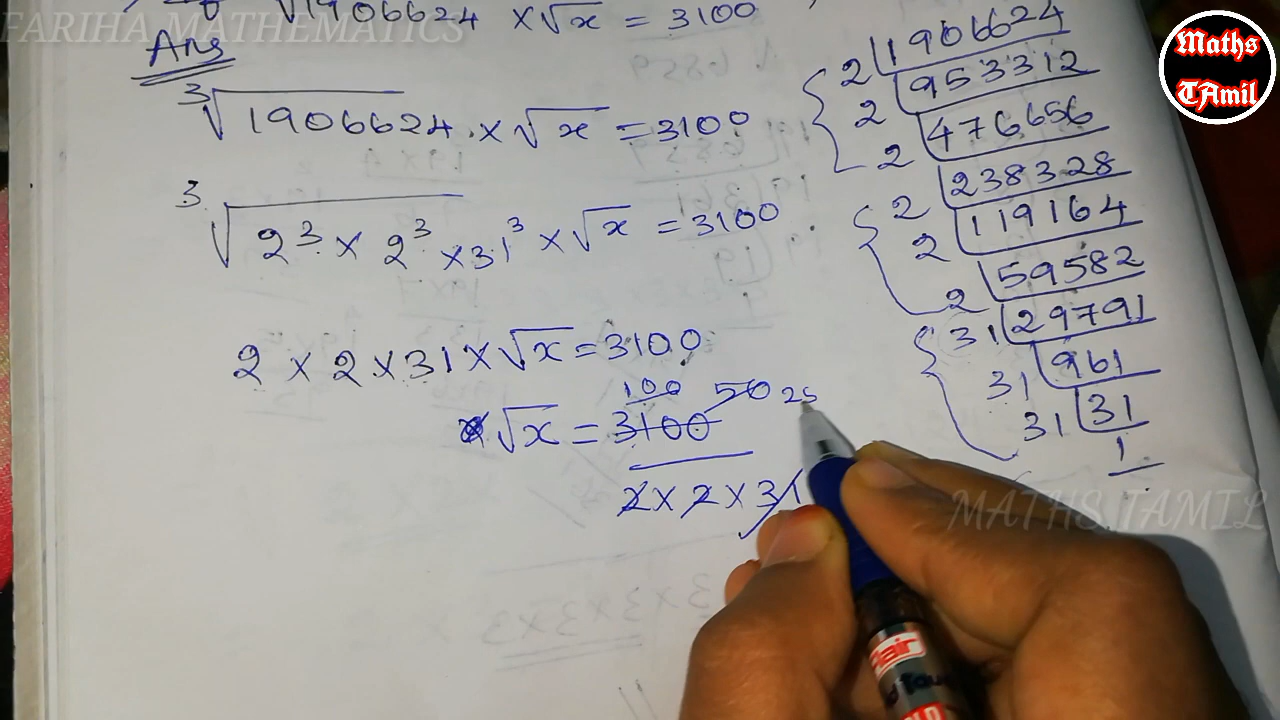 √1906624 × √x = 3100
FARIHA MATHEMATICS
Ans
∛1906624 × √x = 3100
∛2³ × 2³ × 31³ × √x = 3100
2 × 2 × 31 × √x = 3100
100 50 25
√x = 3100
2 × 2 × 31
2 | 1906624
2 | 953312
2 | 476656
2 | 238328
2 | 119164
2 | 59582
31 | 29791
31 | 961
31 | 31
1
Maths
TAmil
MATHS TAMIL